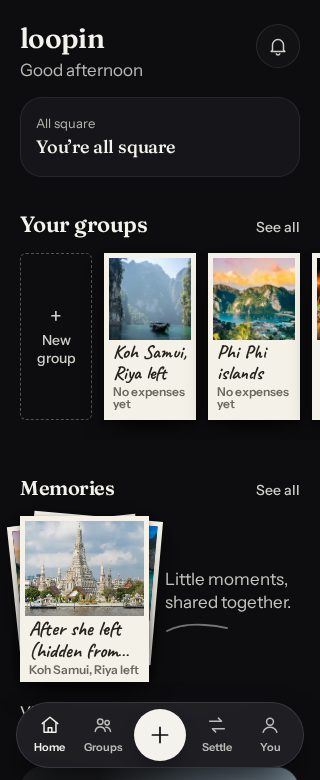 loopin
Good afternoon
All square
You're all square
Your groups
See all
+
New
group
Koh Samui,
Riya left
No expenses
yet
Phi Phi
islands
No expenses
yet
Memories
See all
After she left
(hidden from...
Koh Samui, Riya left
Little moments,
shared together.
Home
Groups
Settle
You